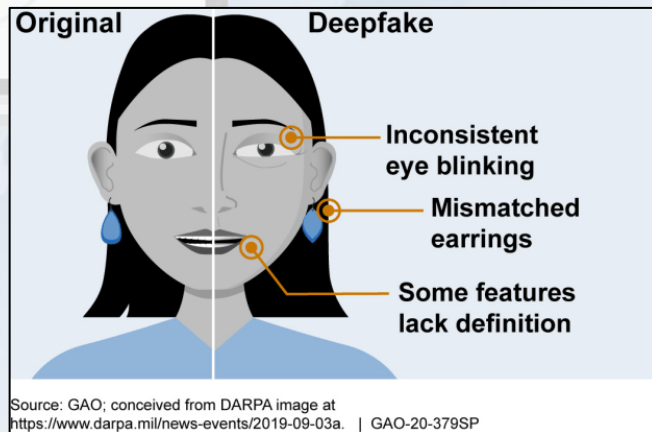 Original
Deepfake
Inconsistent
eye blinking
Mismatched
earrings
Some features
lack definition
Source: GAO; conceived from DARPA image at
https://www.darpa.mil/news-events/2019-09-03a. | GAO-20-379SP